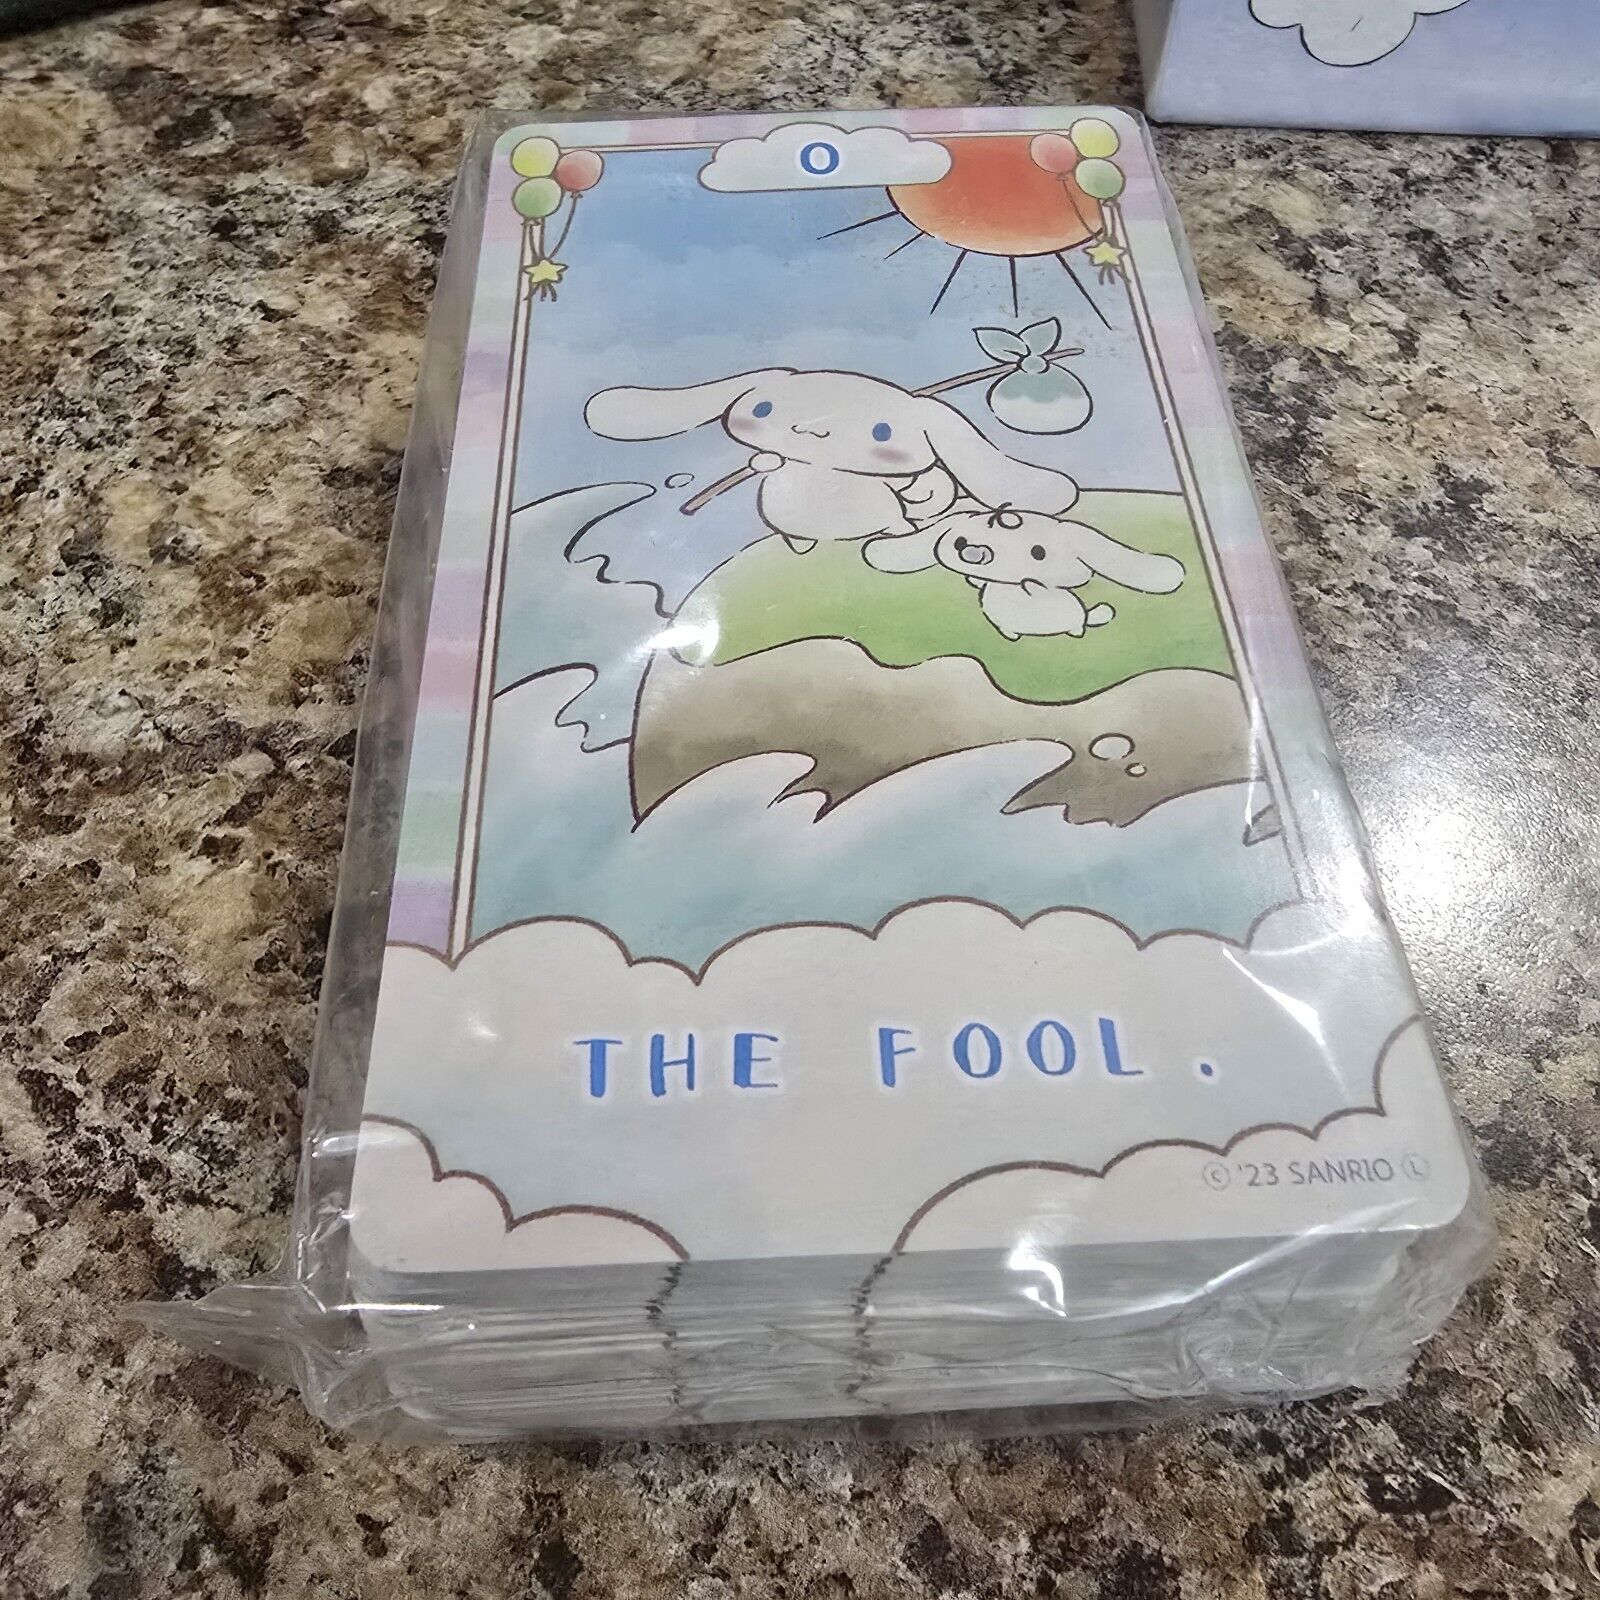 0
THE FOOL.
© '23 SANRIO Ⓛ